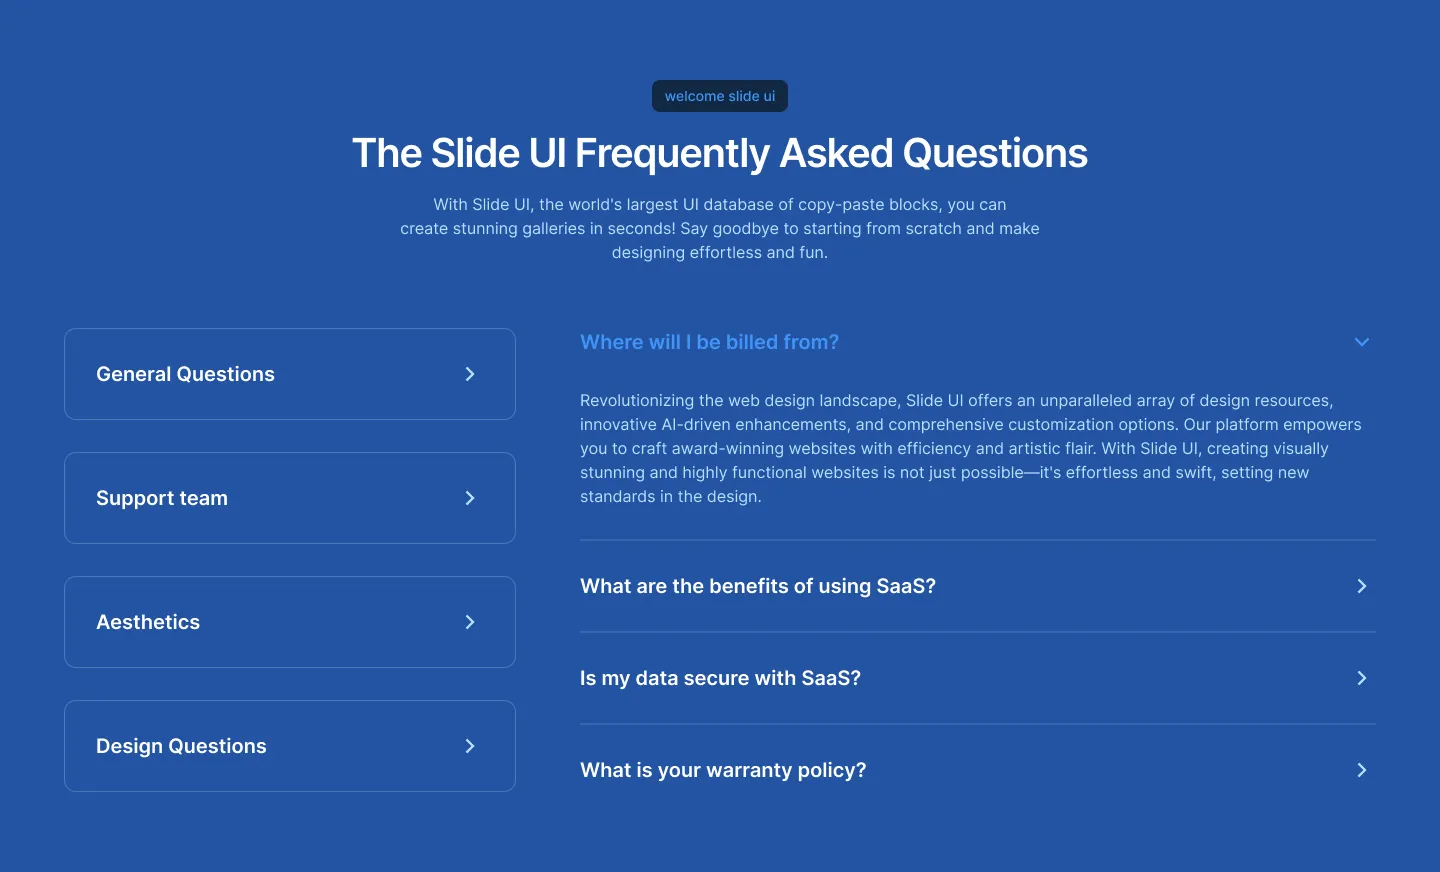 welcome slide ui
The Slide UI Frequently Asked Questions
With Slide UI, the world's largest UI database of copy-paste blocks, you can
create stunning galleries in seconds! Say goodbye to starting from scratch and make
designing effortless and fun.
General Questions
Support team
Aesthetics
Design Questions
Where will I be billed from?
Revolutionizing the web design landscape, Slide UI offers an unparalleled array of design resources,
innovative AI-driven enhancements, and comprehensive customization options. Our platform empowers
you to craft award-winning websites with efficiency and artistic flair. With Slide UI, creating visually
stunning and highly functional websites is not just possible—it's effortless and swift, setting new
standards in the design.
What are the benefits of using SaaS?
Is my data secure with SaaS?
What is your warranty policy?